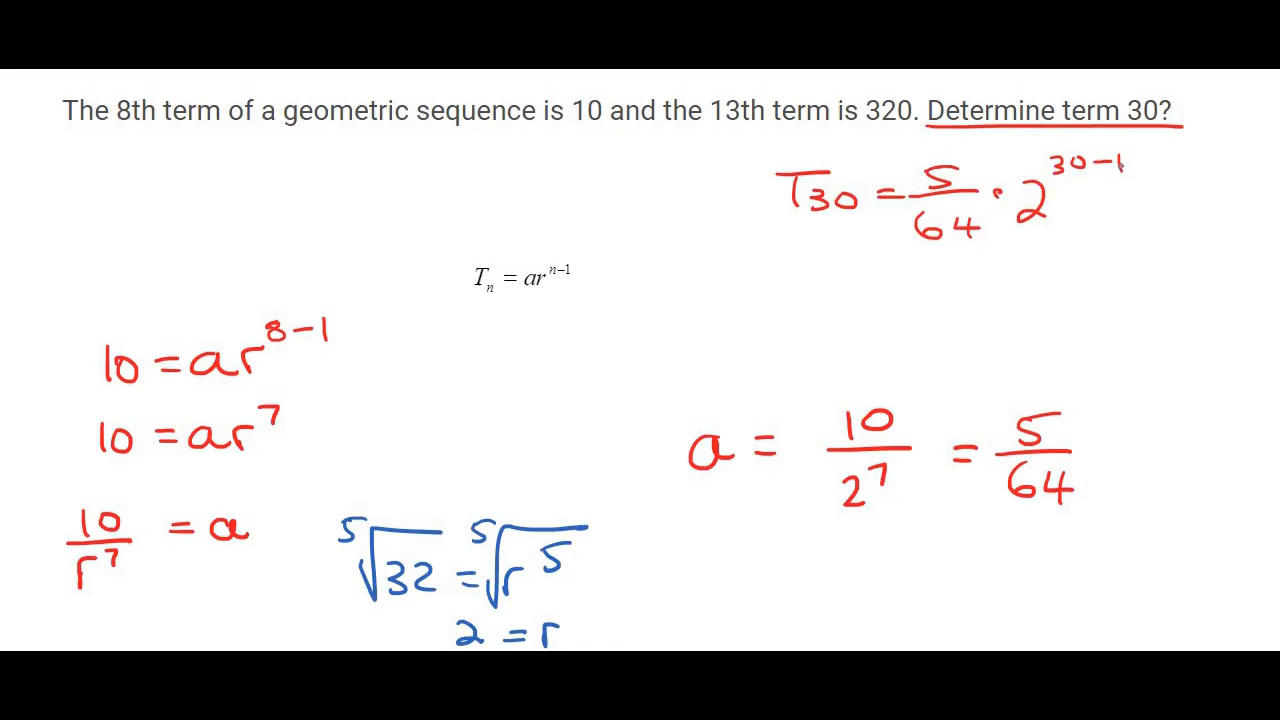 The 8th term of a geometric sequence is 10 and the 13th term is 320. Determine term 30?
T30 = 5/64 · 2^(30-1
Tₙ = ar^(n-1)
10 = ar^(8-1)
10 = ar^7
a = 10/2^7 = 5/64
10/r^7 = a
⁵√32 = ⁵√r^5
2 = r